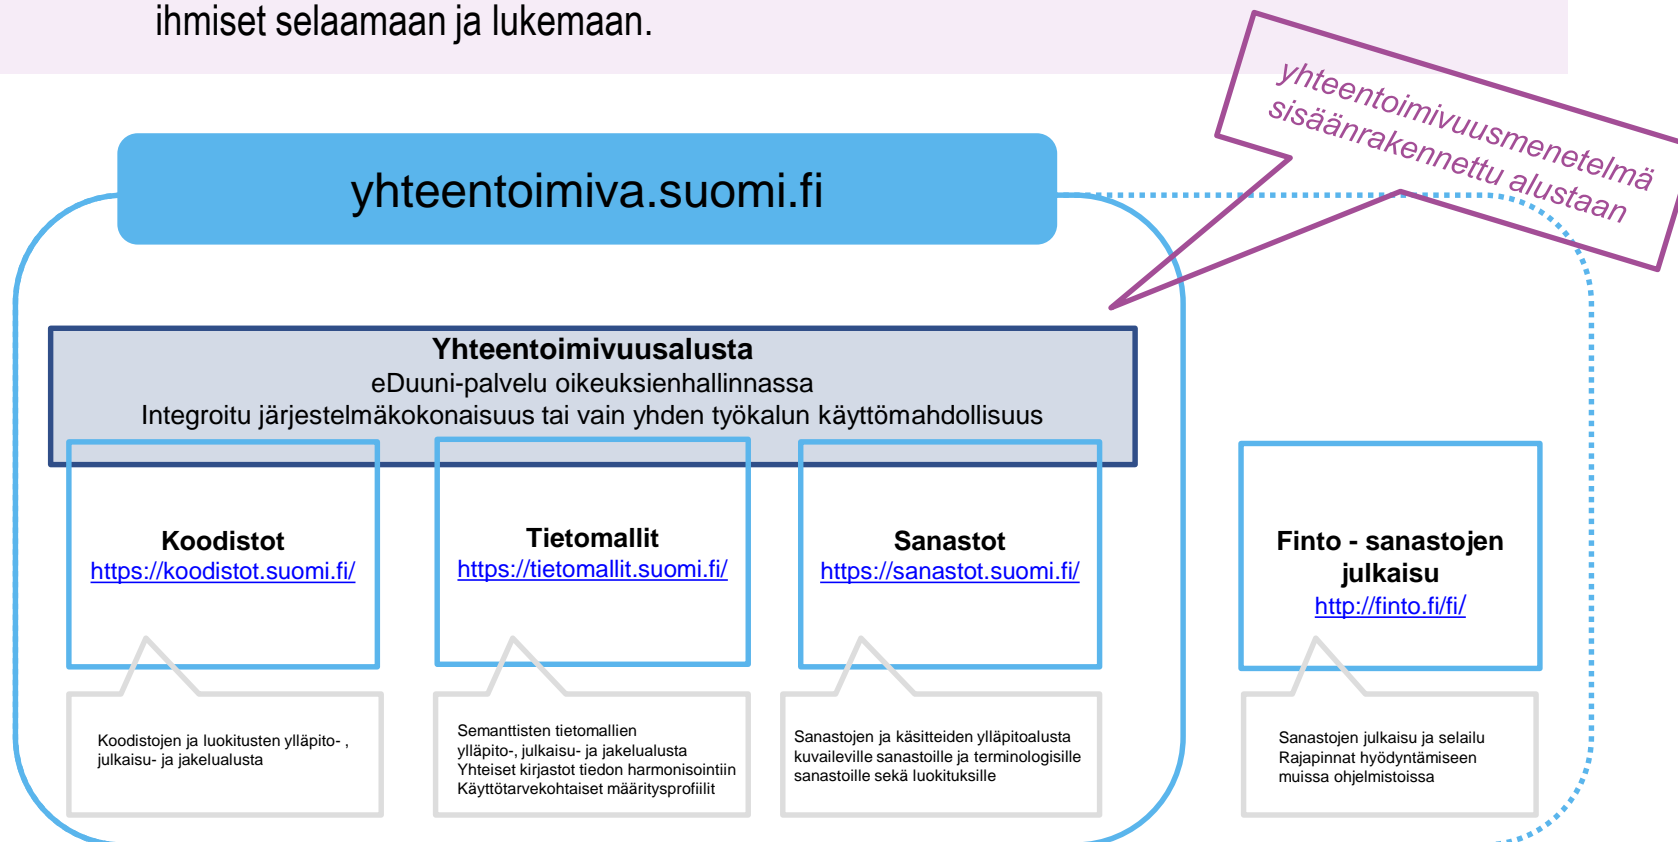 ihmiset selaamaan ja lukemaan.
yhteentoimivuusmenetelmä
sisäänrakennettu alustaan
yhteentoimiva.suomi.fi
Yhteentoimivuusalusta
eDuuni-palvelu oikeuksienhallinnassa
Integroitu järjestelmäkokonaisuus tai vain yhden työkalun käyttömahdollisuus
Koodistot
https://koodistot.suomi.fi/
Tietomallit
https://tietomallit.suomi.fi/
Sanastot
https://sanastot.suomi.fi/
Finto - sanastojen
julkaisu
http://finto.fi/fi/
Koodistojen ja luokitusten ylläpito- ,
julkaisu- ja jakelualusta
Semanttisten tietomallien
ylläpito-, julkaisu- ja jakelualusta
Yhteiset kirjastot tiedon harmonisointiin
Käyttötarvekohtaiset määritysprofiilit
Sanastojen ja käsitteiden ylläpitoalusta
kuvaileville sanastoille ja terminologisille
sanastoille sekä luokituksille
Sanastojen julkaisu ja selailu
Rajapinnat hyödyntämiseen
muissa ohjelmistoissa